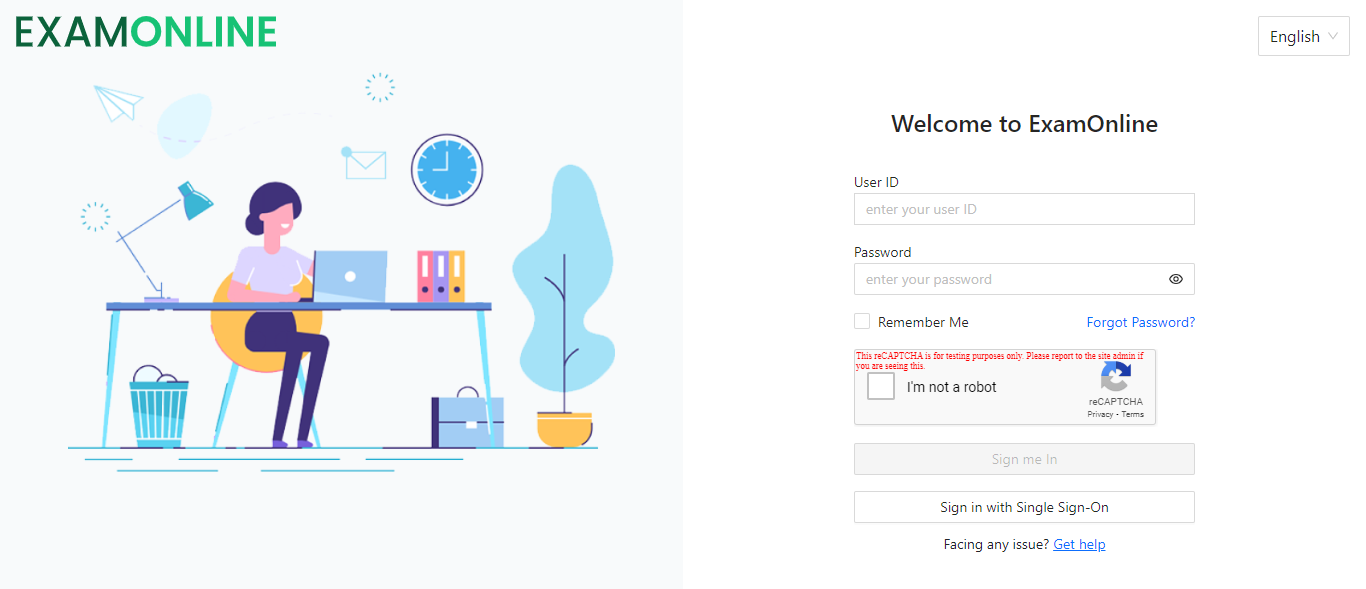 EXAMONLINE
English
Welcome to ExamOnline
User ID
enter your user ID
Password
enter your password
Remember Me
Forgot Password?
This reCAPTCHA is for testing purposes only. Please report to the site admin if
you are seeing this.
I'm not a robot
reCAPTCHA
Privacy - Terms
Sign me In
Sign in with Single Sign-On
Facing any issue? Get help